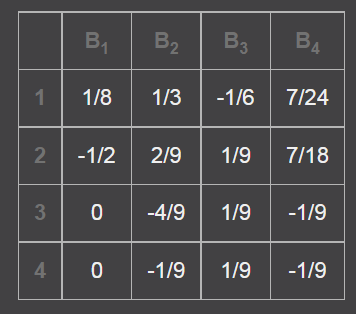 B₁ B₂ B₃ B₄
1 1/8 1/3 -1/6 7/24
2 -1/2 2/9 1/9 7/18
3 0 -4/9 1/9 -1/9
4 0 -1/9 1/9 -1/9